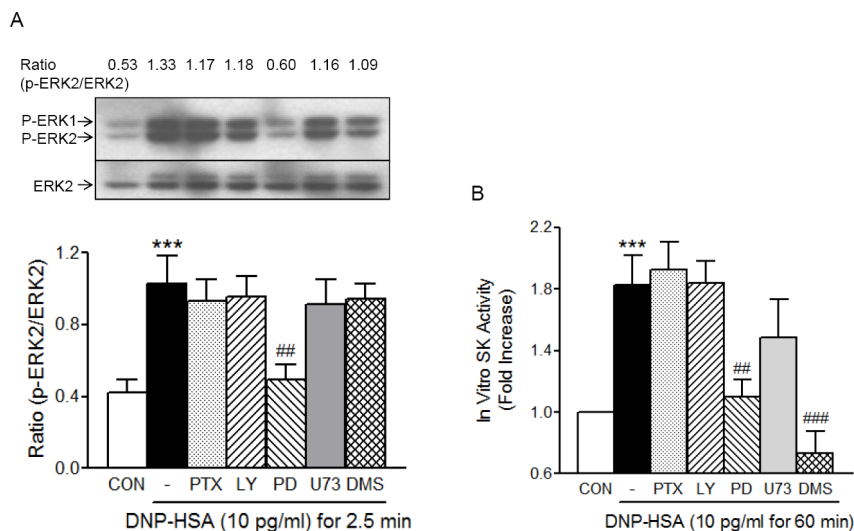 A
Ratio 0.53 1.33 1.17 1.18 0.60 1.16 1.09
(p-ERK2/ERK2)
P-ERK1
P-ERK2
ERK2
Ratio (p-ERK2/ERK2)
1.2
0.8
0.4
0.0
***
##
CON - PTX LY PD U73 DMS
DNP-HSA (10 pg/ml) for 2.5 min
B
In Vitro SK Activity
(Fold Increase)
2.2
1.8
1.4
1.0
0.6
***
##
###
CON - PTX LY PD U73 DMS
DNP-HSA (10 pg/ml for 60 min)